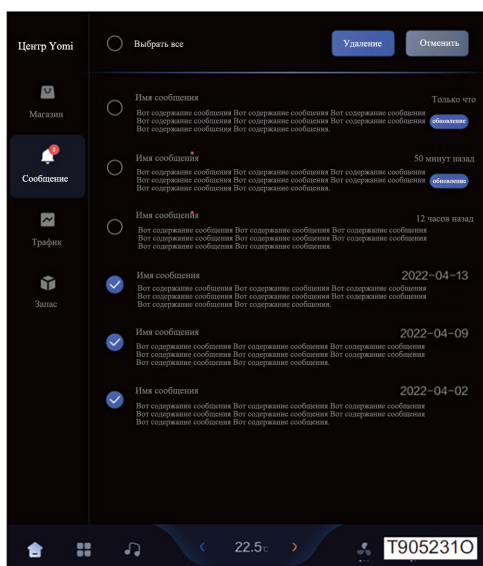 Центр Yomi
Выбрать все
Удаление
Отменить
Магазин
Сообщение
Трафик
Запас
Имя сообщения
Только что
Вот содержание сообщения Вот содержание сообщения Вот содержание сообщения
Вот содержание сообщения Вот содержание сообщения Вот содержание сообщения
Вот содержание сообщения Вот содержание сообщения.
обновление
Имя сообщения
50 минут назад
Вот содержание сообщения Вот содержание сообщения Вот содержание сообщения
Вот содержание сообщения Вот содержание сообщения Вот содержание сообщения
Вот содержание сообщения Вот содержание сообщения.
обновление
Имя сообщения
12 часов назад
Вот содержание сообщения Вот содержание сообщения Вот содержание сообщения
Вот содержание сообщения Вот содержание сообщения Вот содержание сообщения
Вот содержание сообщения Вот содержание сообщения.
Имя сообщения
2022-04-13
Вот содержание сообщения Вот содержание сообщения Вот содержание сообщения
Вот содержание сообщения Вот содержание сообщения Вот содержание сообщения
Вот содержание сообщения Вот содержание сообщения.
Имя сообщения
2022-04-09
Вот содержание сообщения Вот содержание сообщения Вот содержание сообщения
Вот содержание сообщения Вот содержание сообщения Вот содержание сообщения
Вот содержание сообщения Вот содержание сообщения.
Имя сообщения
2022-04-02
Вот содержание сообщения Вот содержание сообщения Вот содержание сообщения
Вот содержание сообщения Вот содержание сообщения Вот содержание сообщения
Вот содержание сообщения Вот содержание сообщения.
22.5℃
T905231O